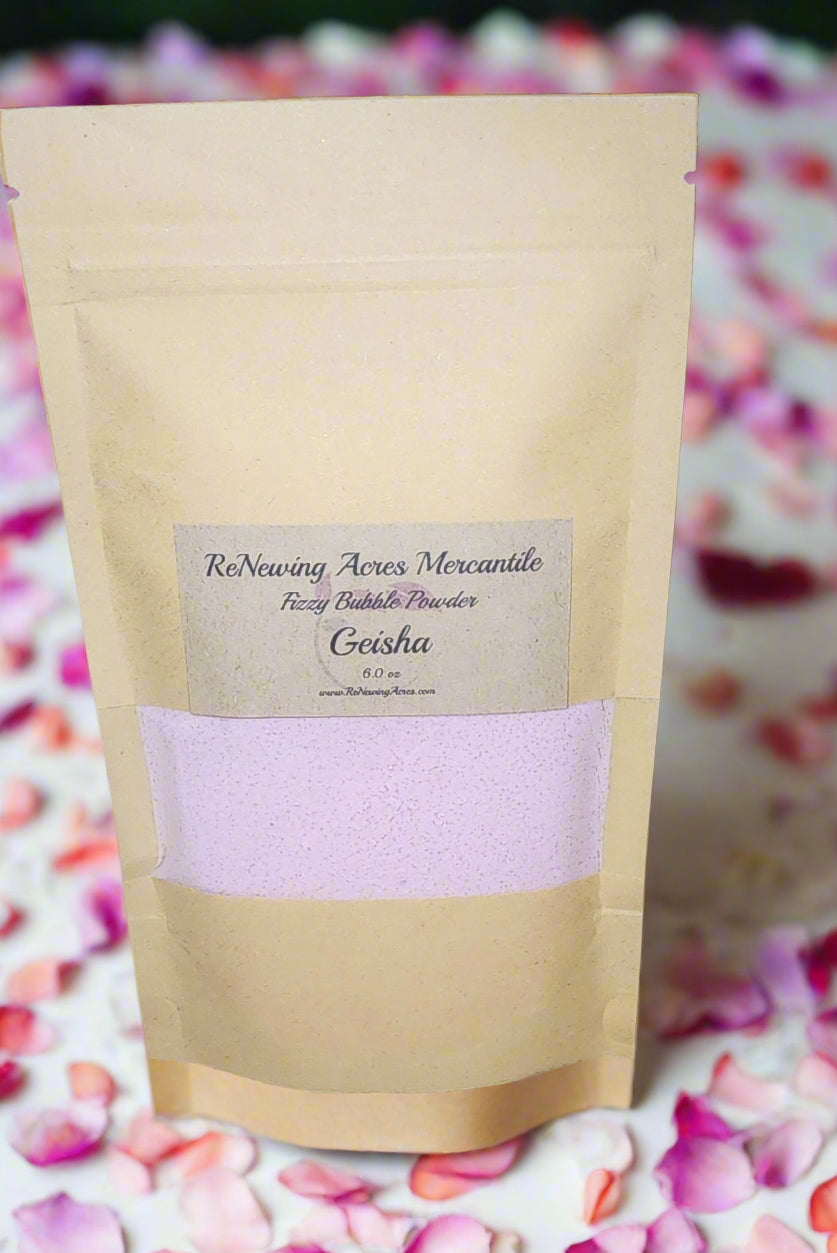 ReNewing Acres Mercantile
Fizzy Bubble Powder
Geisha
6.0 oz
www.ReNewingAcres.com